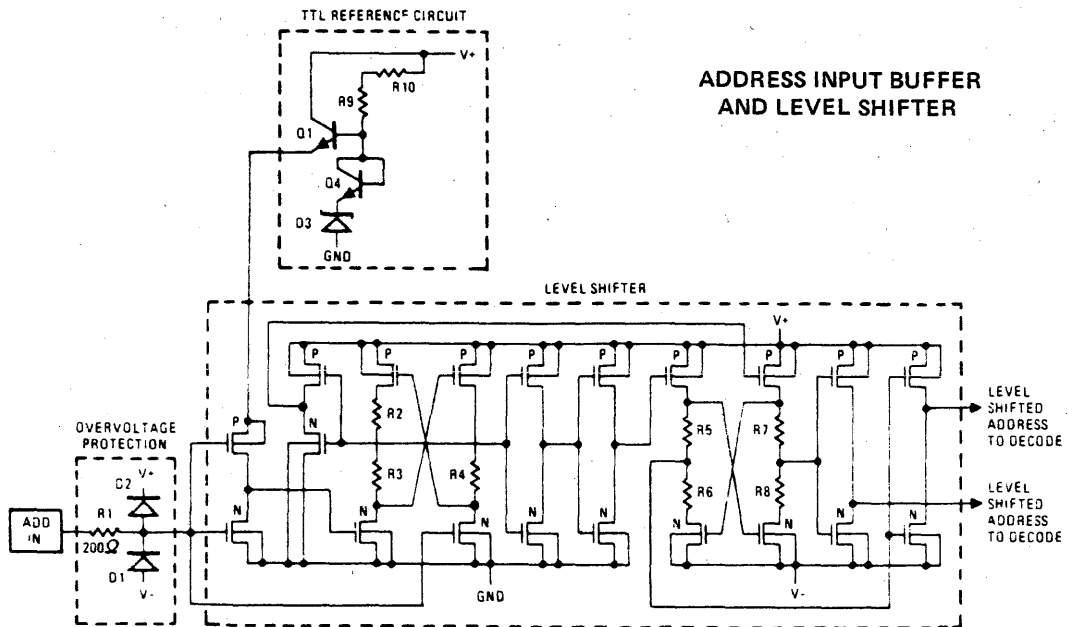 TTL REFERENCE CIRCUIT
V+
R10
R9
Q1
Q4
D3
GND
ADDRESS INPUT BUFFER
AND LEVEL SHIFTER
LEVEL SHIFTER
V+
P
P
P
P
P
P
P
P
P
OVERVOLTAGE
PROTECTION
P
N
R2
R3
R4
R5
R6
R7
R8
LEVEL
SHIFTED
ADDRESS
TO DECODE
LEVEL
SHIFTED
ADDRESS
TO DECODE
V+
D2
R1
200Ω
ADD
IN
D1
V-
N
N
N
N
N
N
N
N
N
GND
V-